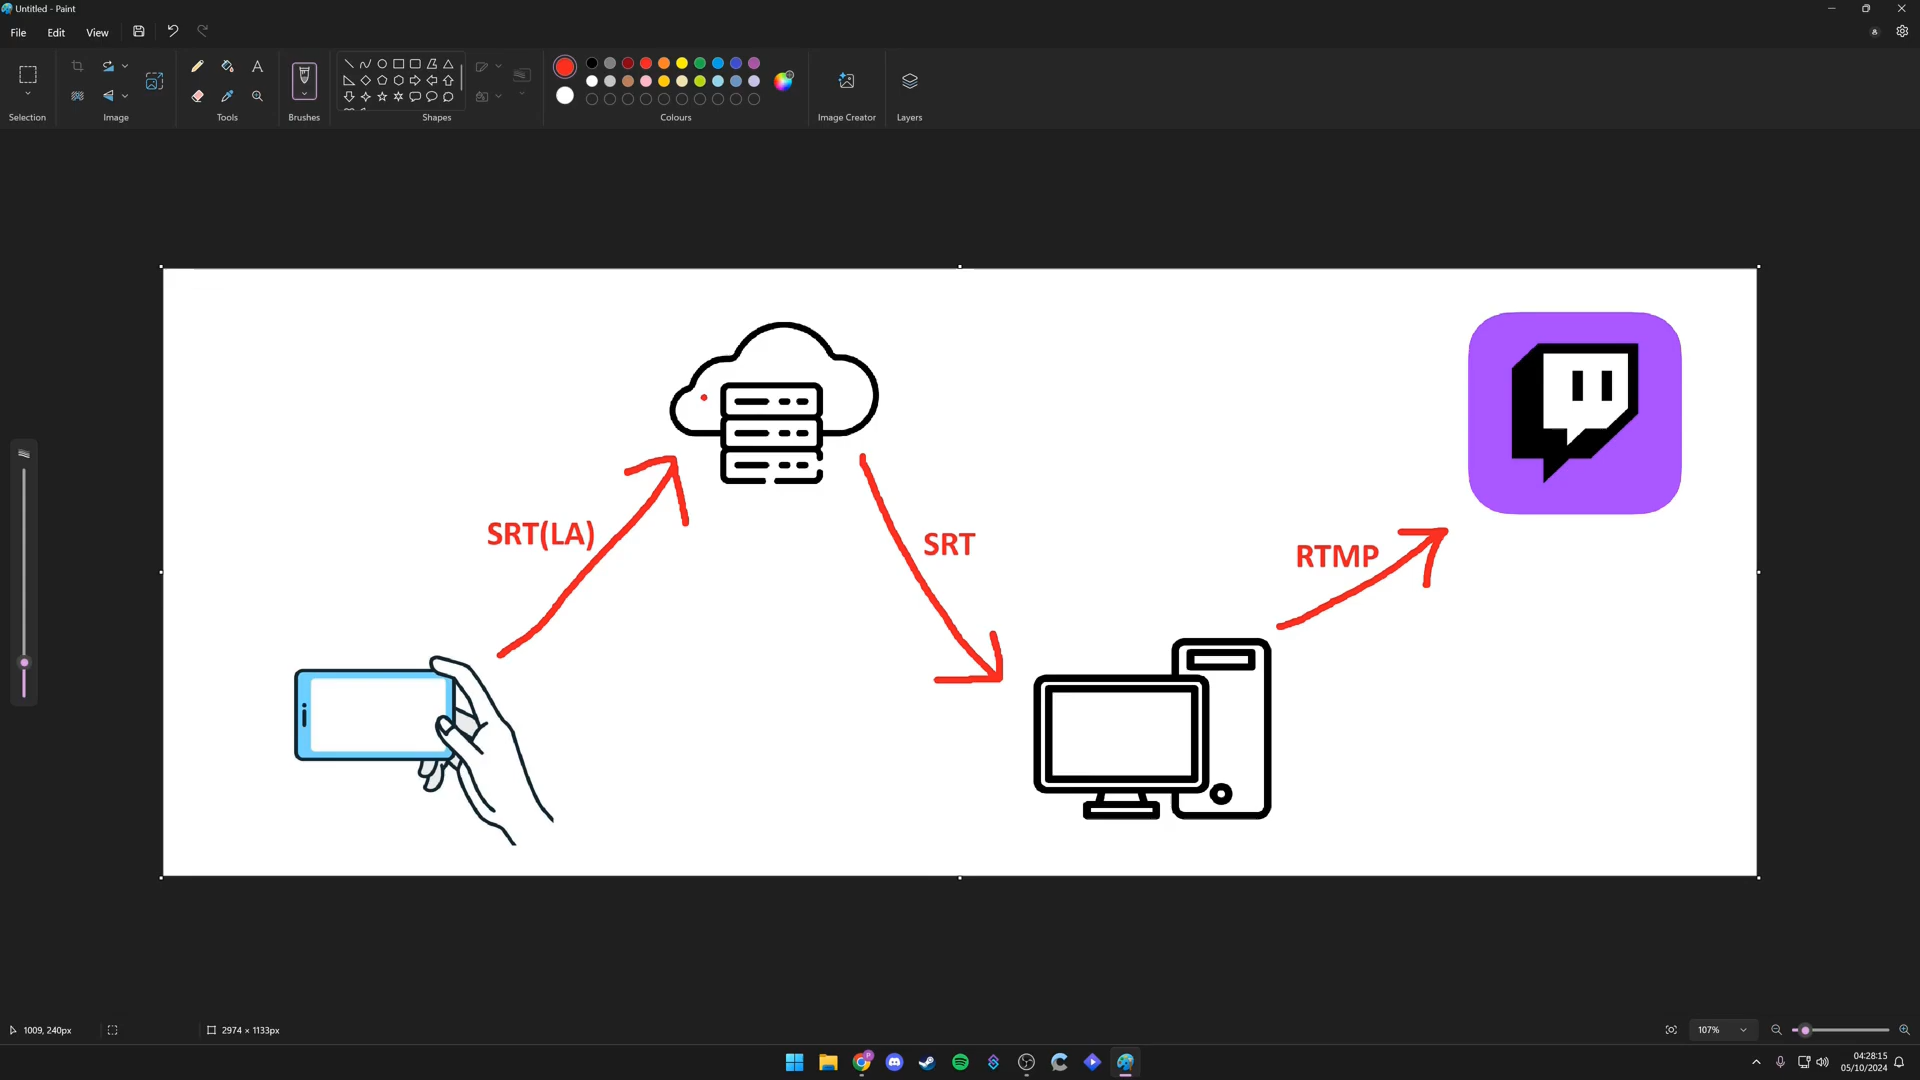 Untitled - Paint
File Edit View
Selection Image Tools Brushes Shapes Colours Image Creator Layers
SRT(LA)
SRT
RTMP
1009, 240px 2974 × 1133px 107%
04:28:15
05/10/2024